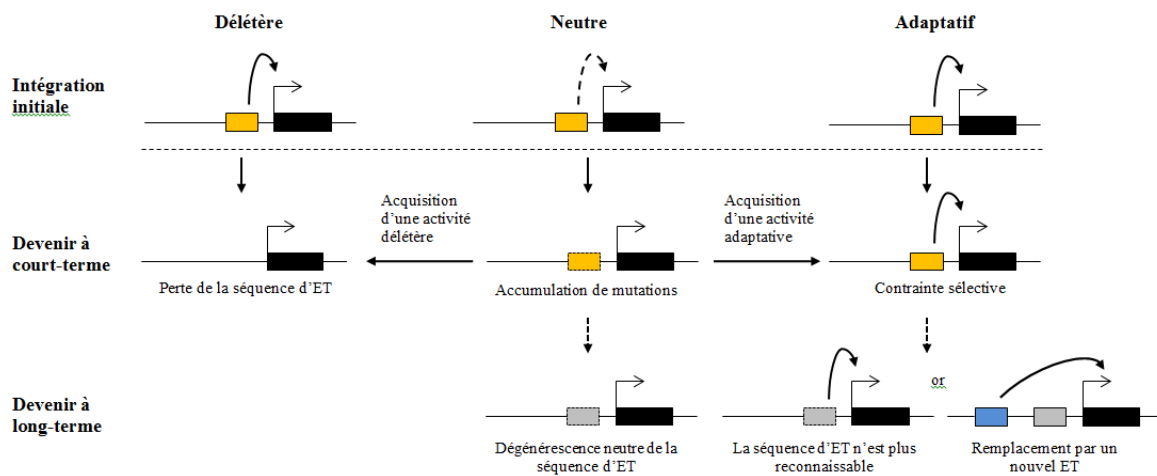 Délétère
Neutre
Adaptatif
Intégration
initiale
Acquisition
d’une activité
délétère
Acquisition
d’une activité
adaptative
Devenir à
court-terme
Perte de la séquence d’ET
Accumulation de mutations
Contrainte sélective
or
Devenir à
long-terme
Dégénérescence neutre de la
séquence d’ET
La séquence d’ET n’est plus
reconnaissable
Remplacement par un
nouvel ET